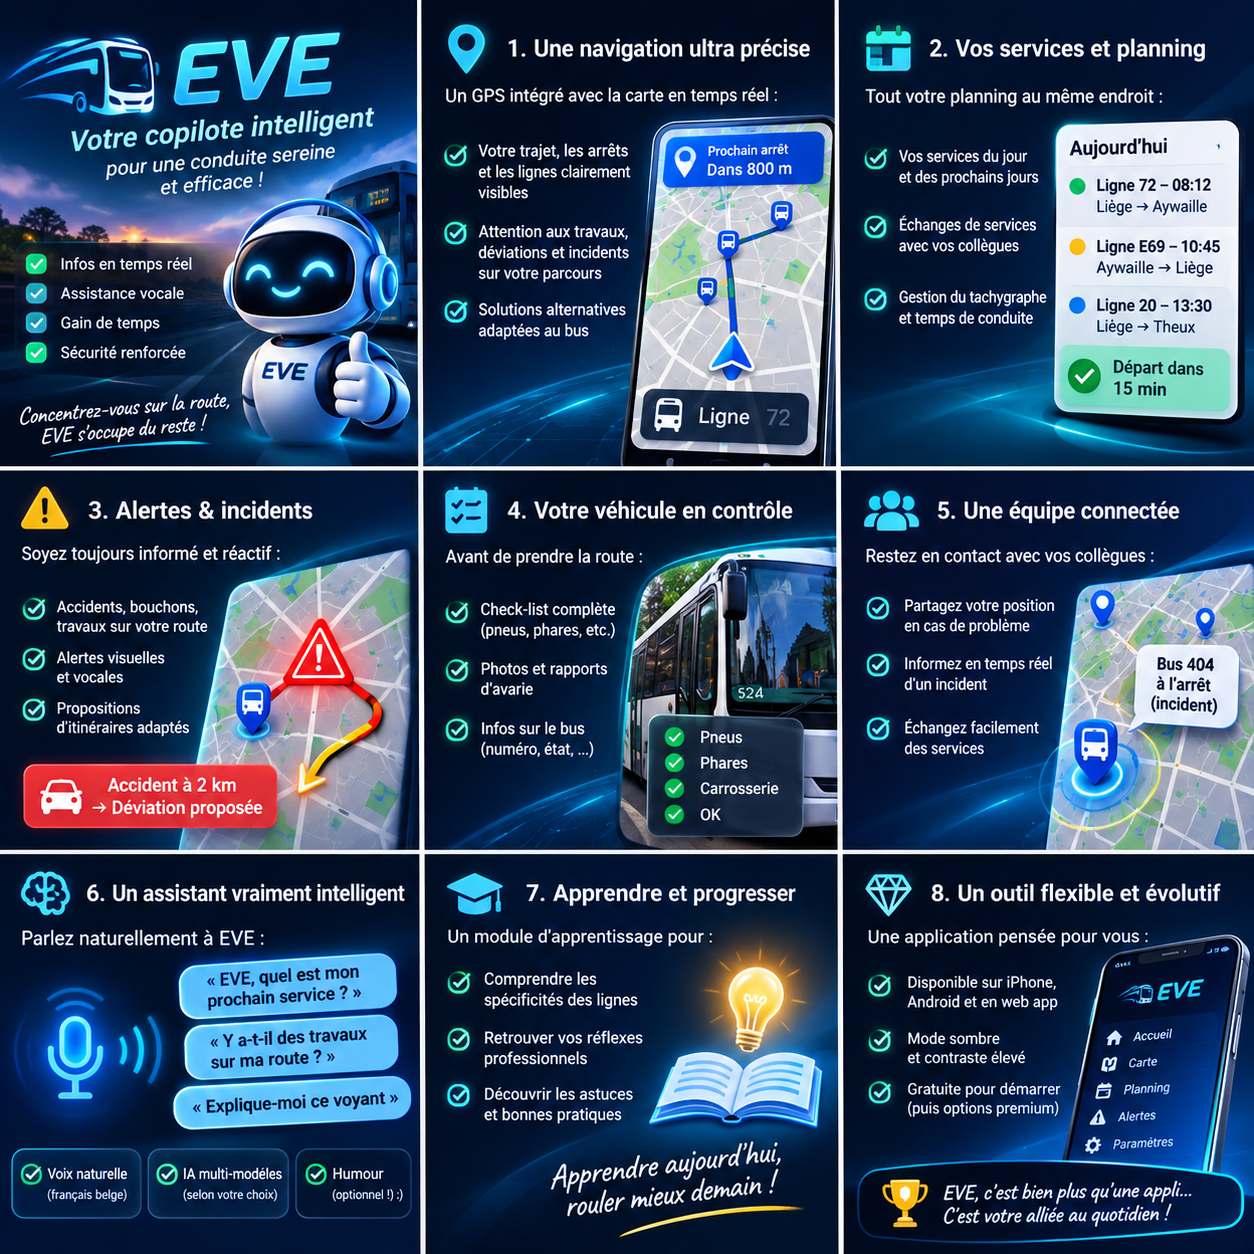 EVE
Votre copilote intelligent
pour une conduite sereine
et efficace !
Infos en temps réel
Assistance vocale
Gain de temps
Sécurité renforcée
EVE
Concentrez-vous sur la route,
EVE s'occupe du reste !
1. Une navigation ultra précise
Un GPS intégré avec la carte en temps réel :
Votre trajet, les arrêts
et les lignes clairement
visibles
Attention aux travaux,
déviations et incidents
sur votre parcours
Solutions alternatives
adaptées au bus
Prochain arrêt
Dans 800 m
Ligne 72
2. Vos services et planning
Tout votre planning au même endroit :
Vos services du jour
et des prochains jours
Échanges de services
avec vos collègues
Gestion du tachygraphe
et temps de conduite
Aujourd'hui
Ligne 72 – 08:12
Liège → Aywaille
Ligne E69 – 10:45
Aywaille → Liège
Ligne 20 – 13:30
Liège → Theux
Départ dans
15 min
3. Alertes & incidents
Soyez toujours informé et réactif :
Accidents, bouchons,
travaux sur votre route
Alertes visuelles
et vocales
Propositions
d'itinéraires adaptés
Accident à 2 km
→ Déviation proposée
4. Votre véhicule en contrôle
Avant de prendre la route :
Check-list complète
(pneus, phares, etc.)
Photos et rapports
d'avarie
Infos sur le bus
(numéro, état, ...)
524
Pneus
Phares
Carrosserie
OK
5. Une équipe connectée
Restez en contact avec vos collègues :
Partagez votre position
en cas de problème
Informez en temps réel
d'un incident
Échangez facilement
des services
Bus 404
à l'arrêt
(incident)
6. Un assistant vraiment intelligent
Parlez naturellement à EVE :
« EVE, quel est mon
prochain service ? »
« Y a-t-il des travaux
sur ma route ? »
« Explique-moi ce voyant »
Voix naturelle
(français belge)
IA multi-modèles
(selon votre choix)
Humour
(optionnel !) :)
7. Apprendre et progresser
Un module d'apprentissage pour :
Comprendre les
spécificités des lignes
Retrouver vos réflexes
professionnels
Découvrir les astuces
et bonnes pratiques
Apprendre aujourd'hui,
rouler mieux demain !
8. Un outil flexible et évolutif
Une application pensée pour vous :
Disponible sur iPhone,
Android et en web app
Mode sombre
et contraste élevé
Gratuite pour démarrer
(puis options premium)
EVE
Accueil
Carte
Planning
Alertes
Paramètres
EVE, c'est bien plus qu'une appli...
C'est votre alliée au quotidien !